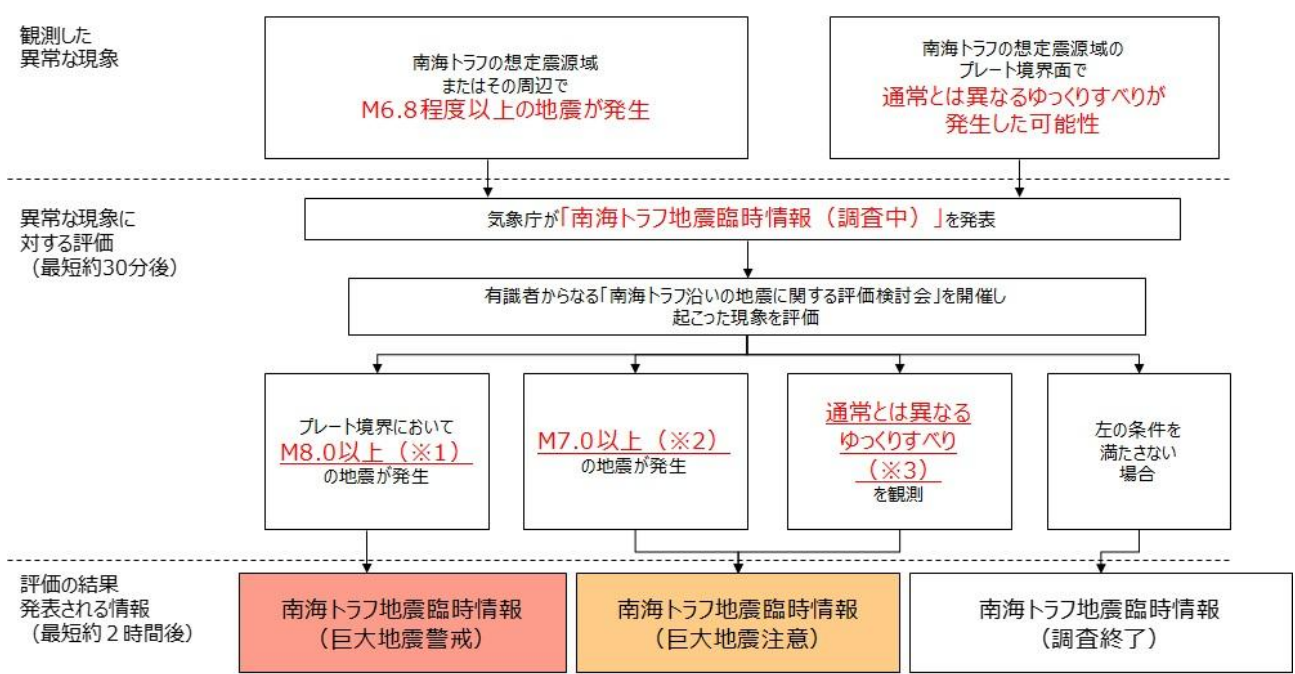 観測した
異常な現象
南海トラフの想定震源域
またはその周辺で
M6.8程度以上の地震が発生
南海トラフの想定震源域の
プレート境界面で
通常とは異なるゆっくりすべりが
発生した可能性
異常な現象に
対する評価
（最短約30分後）
気象庁が「南海トラフ地震臨時情報（調査中）」を発表
有識者からなる「南海トラフ沿いの地震に関する評価検討会」を開催し
起こった現象を評価
プレート境界において
M8.0以上（※1）
の地震が発生
M7.0以上（※2）
の地震が発生
通常とは異なる
ゆっくりすべり
（※3）
を観測
左の条件を
満たさない
場合
評価の結果
発表される情報
（最短約２時間後）
南海トラフ地震臨時情報
（巨大地震警戒）
南海トラフ地震臨時情報
（巨大地震注意）
南海トラフ地震臨時情報
（調査終了）